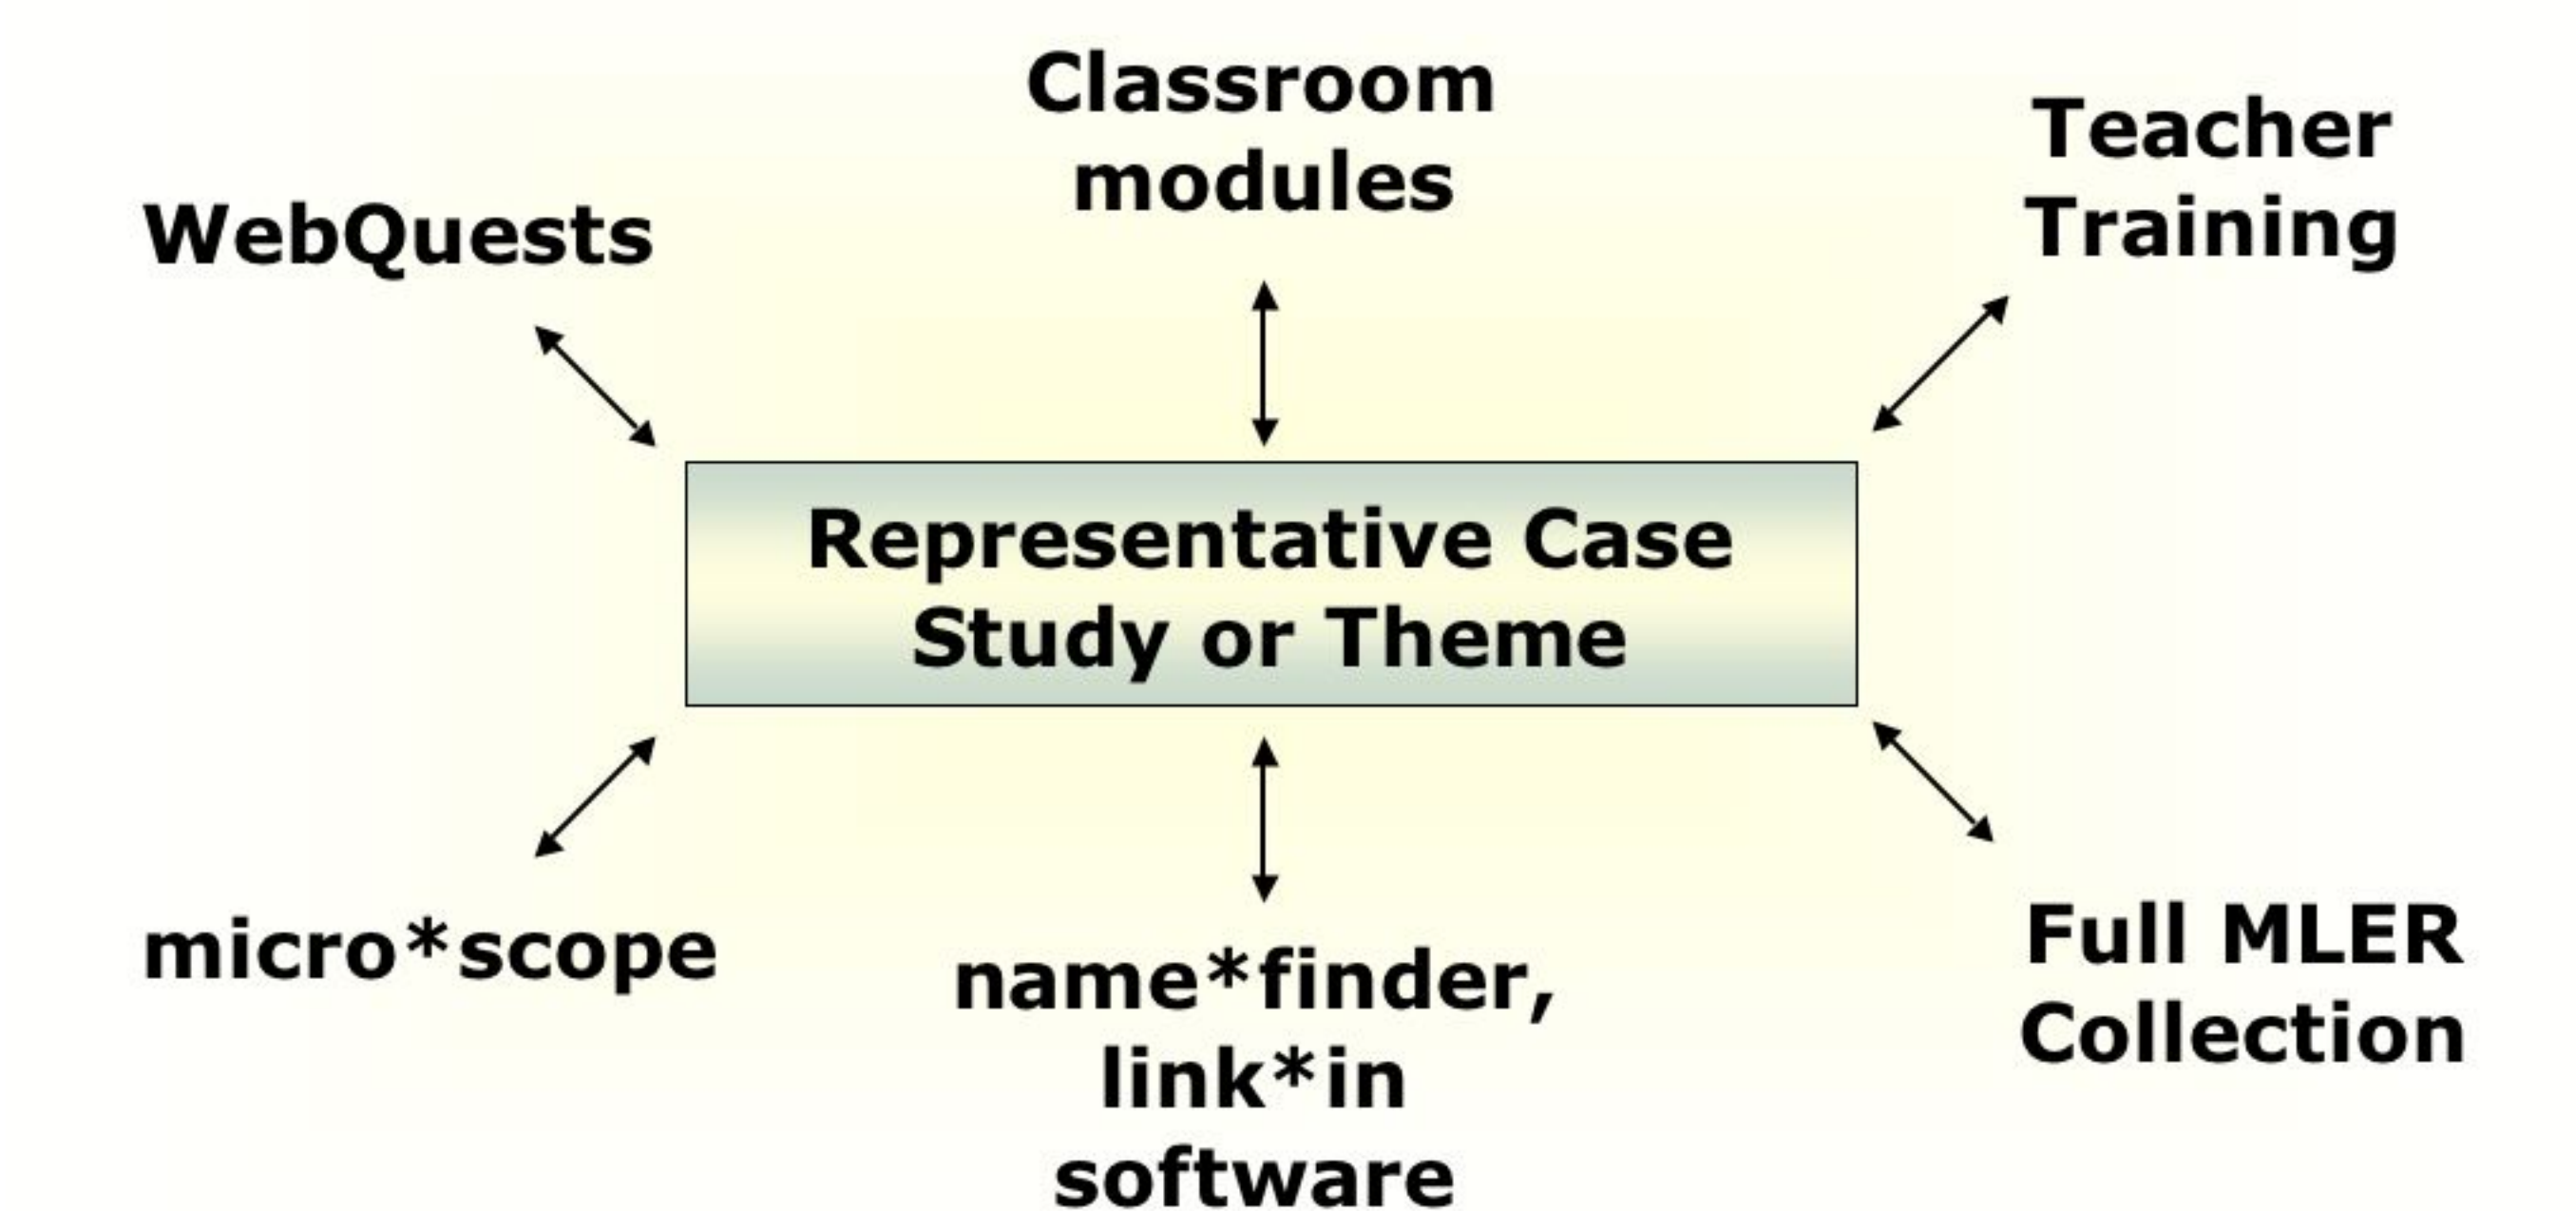 Classroom
modules
Teacher
Training
WebQuests
Representative Case
Study or Theme
micro*scope
name*finder,
link*in
software
Full MLER
Collection